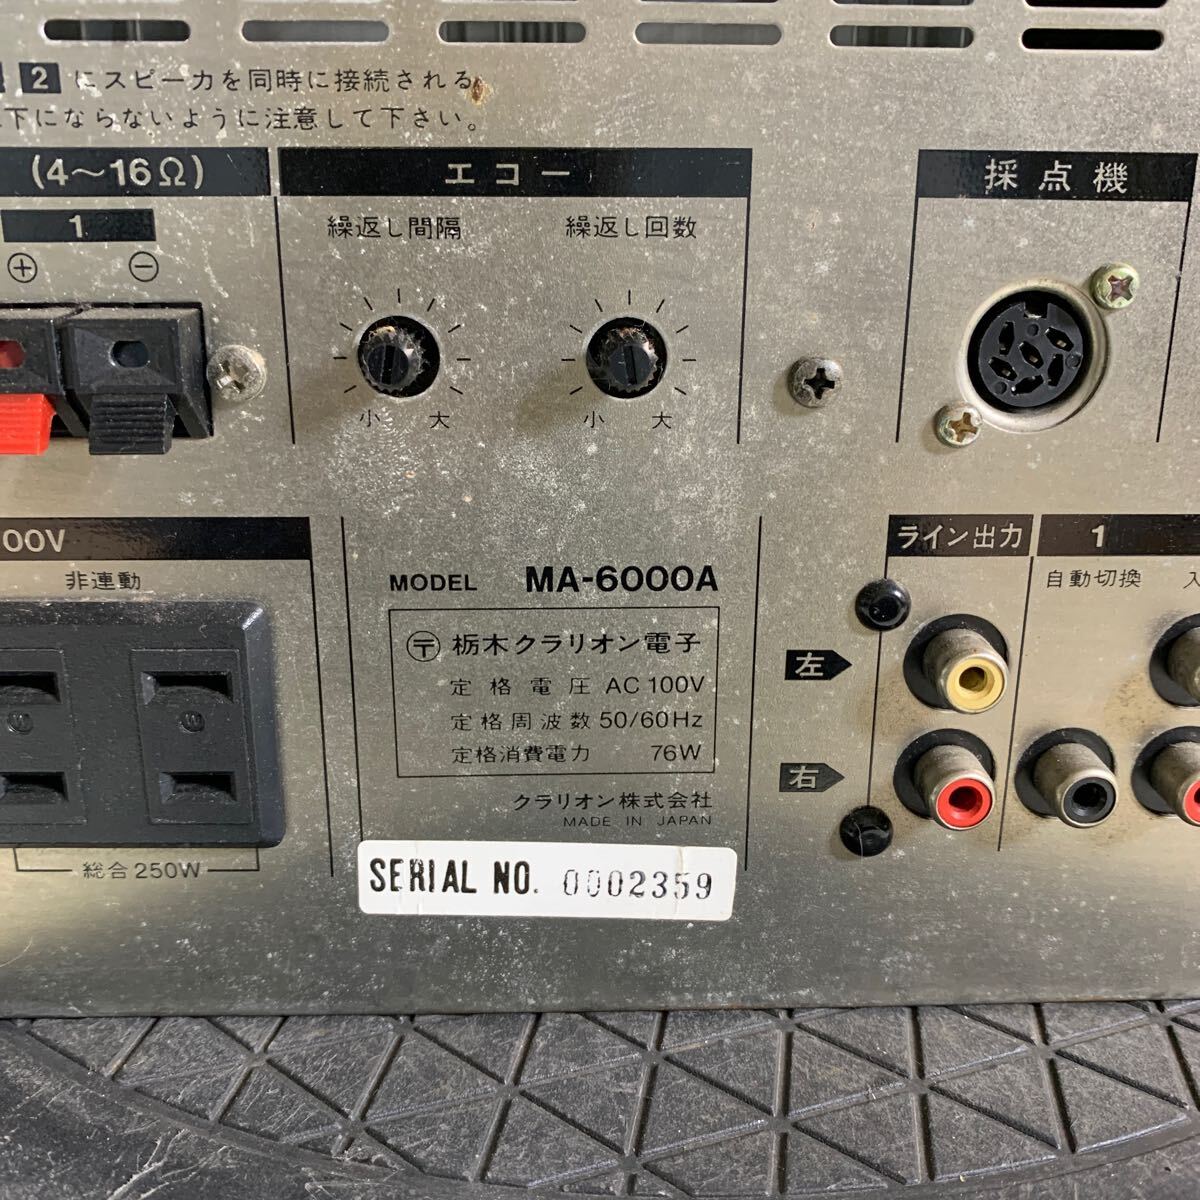 2 にスピーカを同時に接続される
下にならないように注意して下さい。
(4〜16Ω)
エコー
採点機
1
繰返し間隔
繰返し回数
⊕ ⊖
小 大
小 大
00V
ライン出力
1
非連動
自動切換
入
MODEL MA-6000A
〒 栃木クラリオン電子
定格電圧 AC 100V
定格周波数 50/60Hz
定格消費電力 76W
左
右
クラリオン株式会社
MADE IN JAPAN
総合250W
SERIAL NO. 0002359